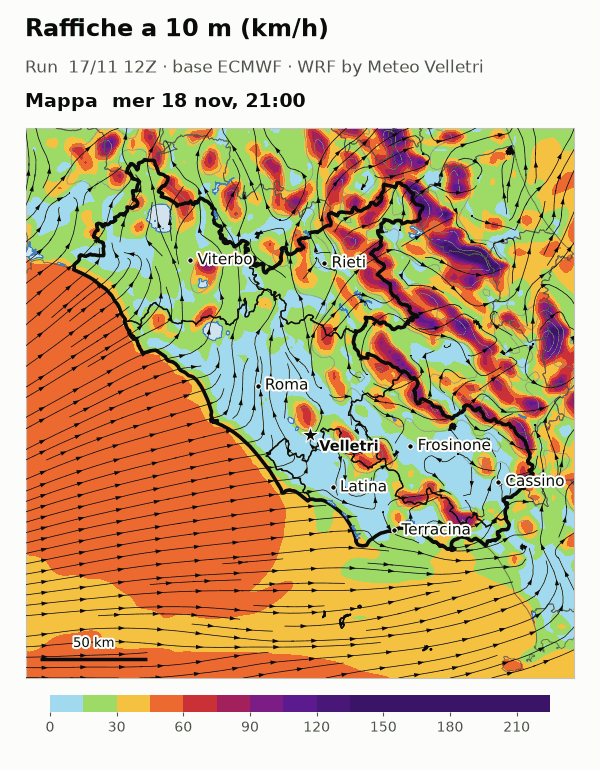 Raffiche a 10 m (km/h)
Run  17/11 12Z · base ECMWF · WRF by Meteo Velletri
Mappa  mer 18 nov, 21:00
Viterbo
Rieti
Roma
Velletri
Frosinone
Cassino
Latina
Terracina
50 km
0 30 60 90 120 150 180 210